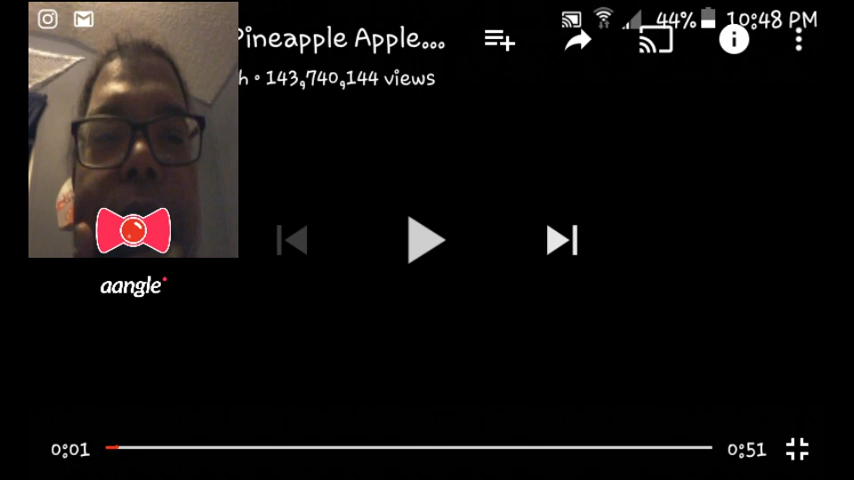 44% 10:48 PM
Pineapple Apple...
h • 143,740,144 views
aangle
0:01
0:51